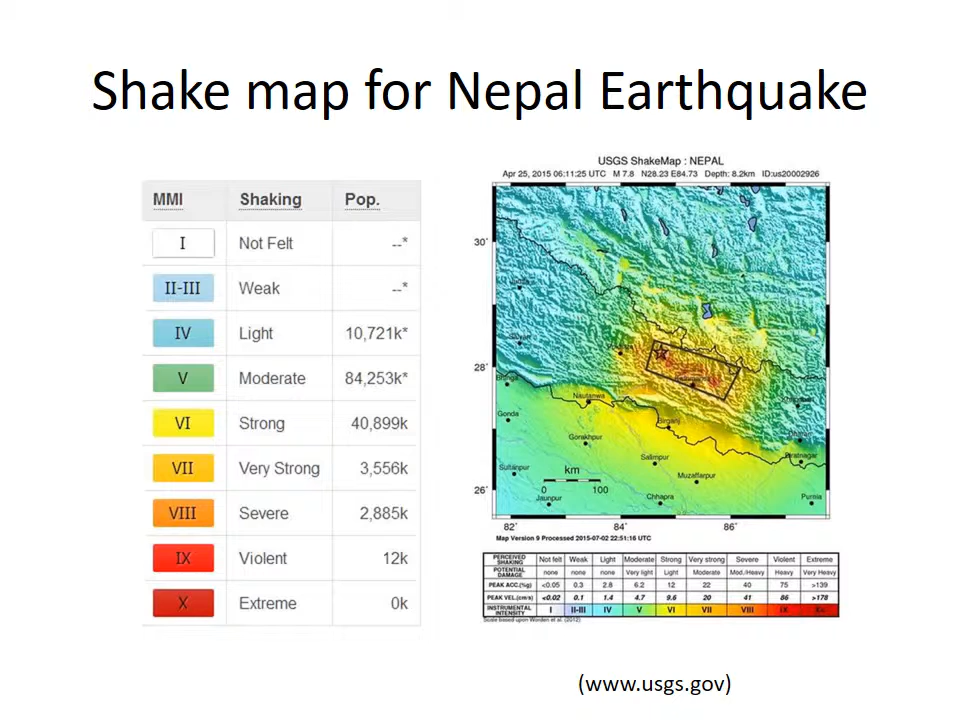 Shake map for Nepal Earthquake
MMI Shaking Pop.
I Not Felt --*
II-III Weak --*
IV Light 10,721k*
V Moderate 84,253k*
VI Strong 40,899k
VII Very Strong 3,556k
VIII Severe 2,885k
IX Violent 12k
X Extreme 0k
USGS ShakeMap : NEPAL
Apr 25, 2015 06:11:25 UTC M 7.8 N28.23 E84.73 Depth: 8.2km ID:us20002926
30˚
28˚
Nautanwa
Gonda
Birganj
Gorakhpur
Salimpur
Biratnagar
Sultanpur
km
Muzaffarpur
26˚
0 100
Jaunpur
Chhapra
Purnia
82˚ 84˚ 86˚
Map Version 9 Processed 2015-07-02 22:51:16 UTC
PERCEIVED SHAKING Not felt Weak Light Moderate Strong Very strong Severe Violent Extreme
POTENTIAL DAMAGE none none none Very light Light Moderate Mod./Heavy Heavy Very Heavy
PEAK ACC.(%g) <0.05 0.3 2.8 6.2 12 22 40 75 >139
PEAK VEL.(cm/s) <0.02 0.1 1.4 4.7 9.6 20 41 86 >178
INSTRUMENTAL INTENSITY I II-III IV V VI VII VIII IX X+
Scale based upon Worden et al. (2012)
(www.usgs.gov)